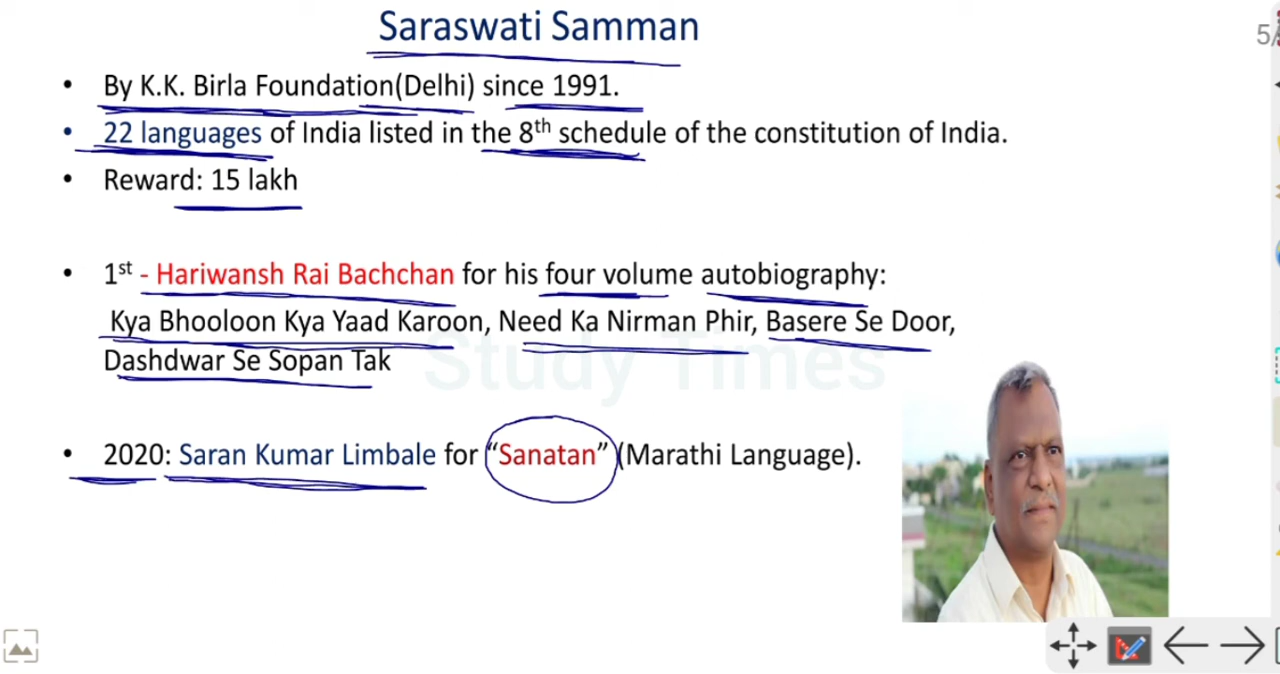 Saraswati Samman
5/
• By K.K. Birla Foundation(Delhi) since 1991.
• 22 languages of India listed in the 8th schedule of the constitution of India.
• Reward: 15 lakh
• 1st - Hariwansh Rai Bachchan for his four volume autobiography:
Kya Bhooloon Kya Yaad Karoon, Need Ka Nirman Phir, Basere Se Door,
Dashdwar Se Sopan Tak
Study Times
• 2020: Saran Kumar Limbale for “Sanatan” (Marathi Language).